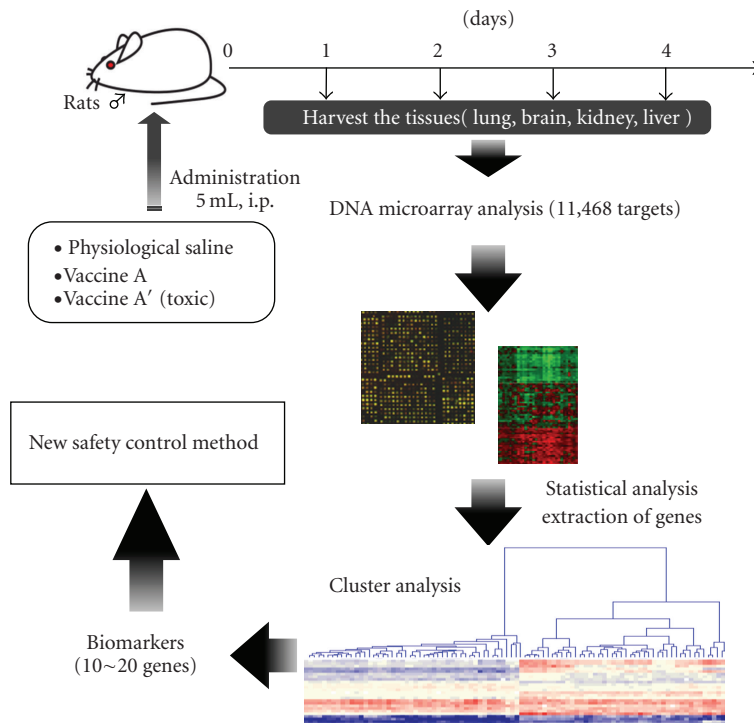 (days)
0 1 2 3 4
Rats ♂
Harvest the tissues( lung, brain, kidney, liver )
Administration
5 mL, i.p.
DNA microarray analysis (11,468 targets)
• Physiological saline
•Vaccine A
•Vaccine A′ (toxic)
New safety control method
Statistical analysis
extraction of genes
Cluster analysis
Biomarkers
(10~20 genes)